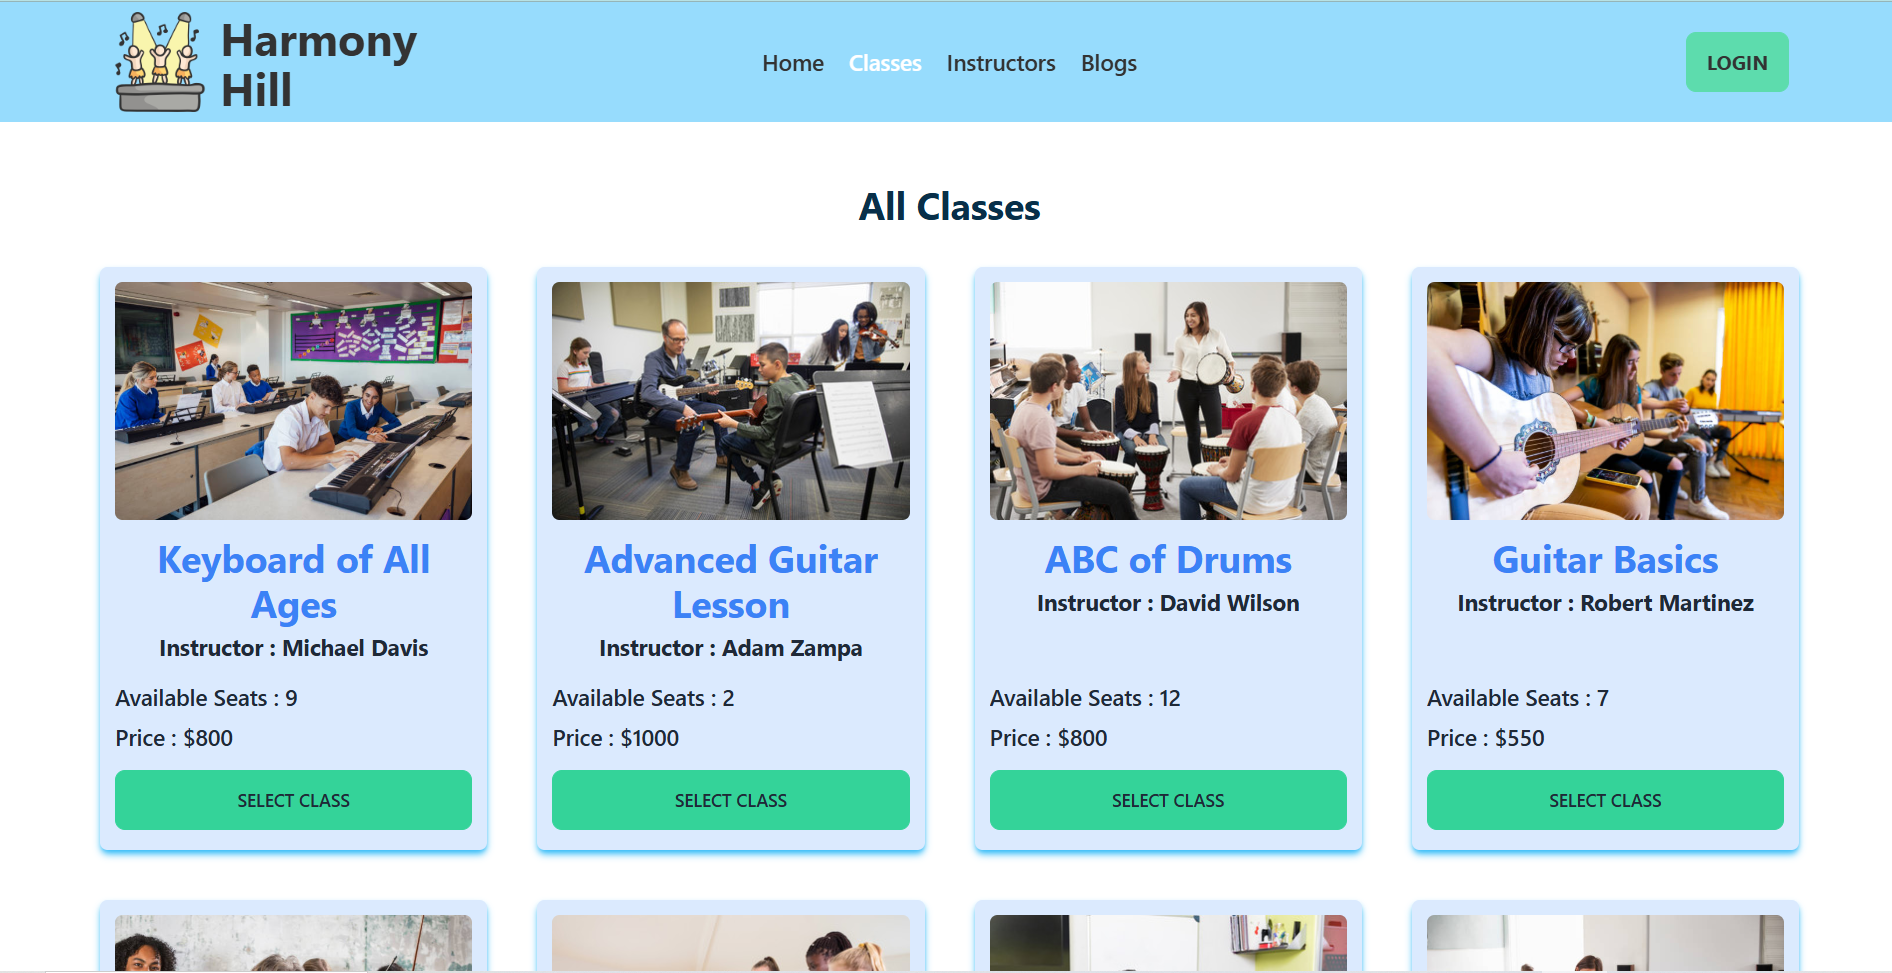 Harmony
Hill
Home Classes Instructors Blogs
LOGIN
All Classes
Keyboard of All
Ages
Instructor : Michael Davis
Available Seats : 9
Price : $800
SELECT CLASS
Advanced Guitar
Lesson
Instructor : Adam Zampa
Available Seats : 2
Price : $1000
SELECT CLASS
ABC of Drums
Instructor : David Wilson
Available Seats : 12
Price : $800
SELECT CLASS
Guitar Basics
Instructor : Robert Martinez
Available Seats : 7
Price : $550
SELECT CLASS